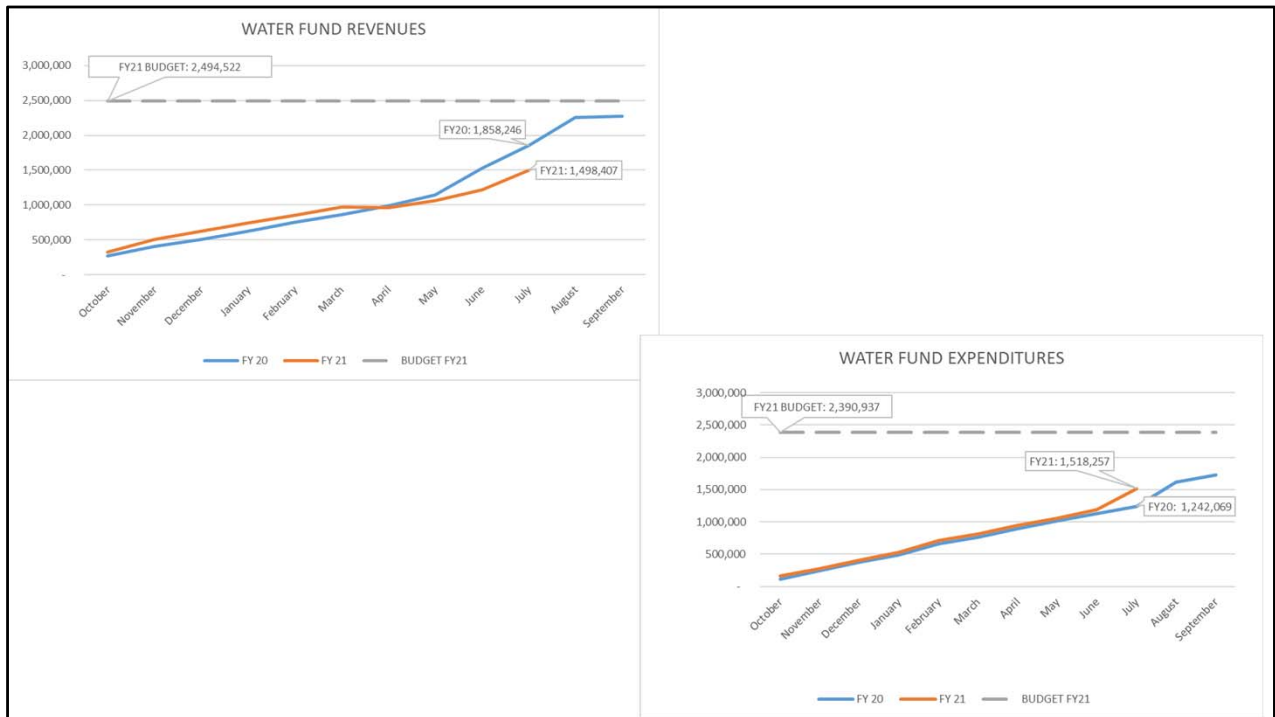 WATER FUND REVENUES
3,000,000
FY21 BUDGET: 2,494,522
2,500,000
FY20: 1,858,246
2,000,000
FY21: 1,498,407
1,500,000
1,000,000
500,000
-
October
November
December
January
February
March
April
May
June
July
August
September
FY 20
FY 21
BUDGET FY21
WATER FUND EXPENDITURES
3,000,000
FY21 BUDGET: 2,390,937
2,500,000
FY21: 1,518,257
2,000,000
1,500,000
FY20: 1,242,069
1,000,000
500,000
-
October
November
December
January
February
March
April
May
June
July
August
September
FY 20
FY 21
BUDGET FY21